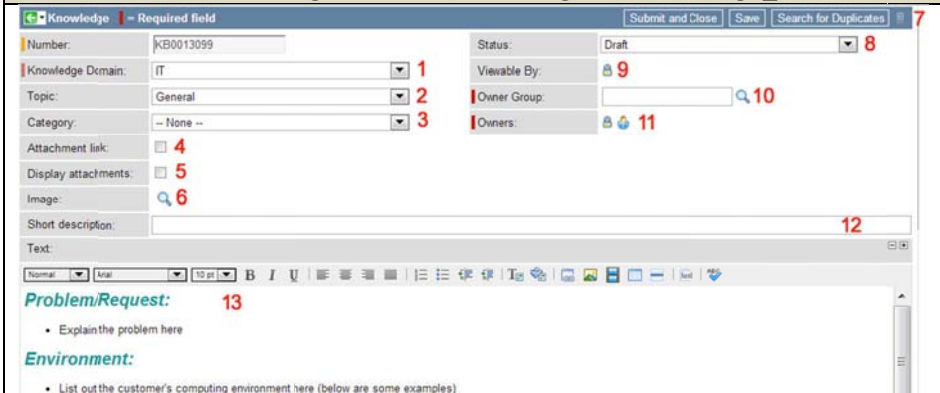 Knowledge = Required field Submit and Close Save Search for Duplicates 7
Number: KB0013099 Status: Draft 8
Knowledge Domain: IT 1 Viewable By: 9
Topic: General 2 Owner Group: 10
Category: -- None -- 3 Owners: 11
Attachment link: 4
Display attachments: 5
Image: 6
Short description: 12
Text:
Normal Arial 10 pt B I U
Problem/Request: 13
• Explain the problem here
Environment:
• List out the customer's computing environment here (below are some examples)